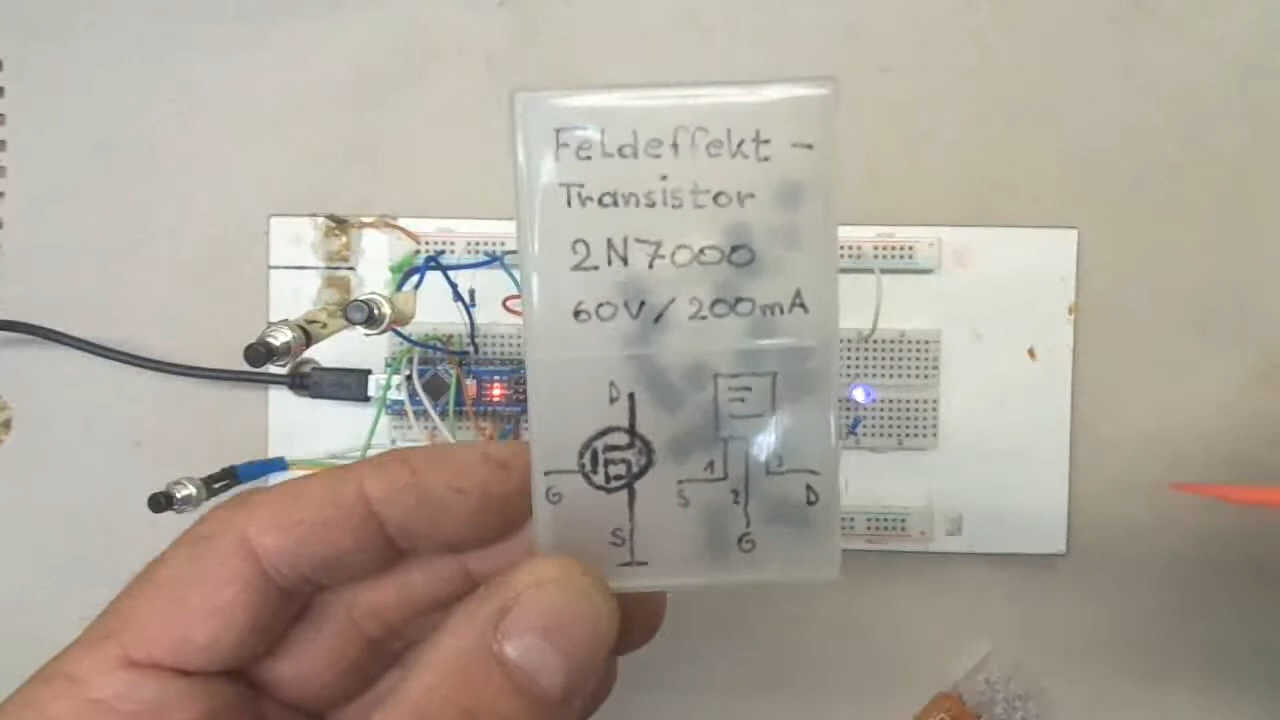 Feldeffekt-
Transistor
2N7000
60V/200mA
D
G
S
1
S
2
G
3
D